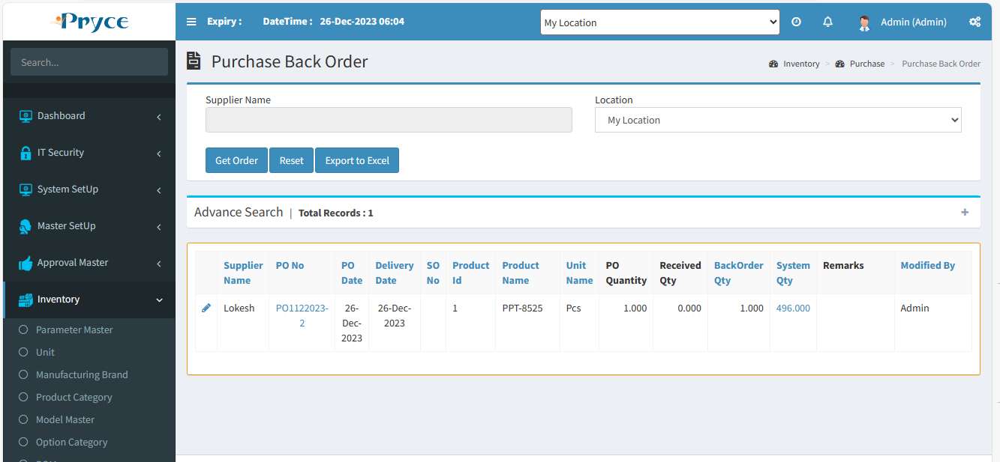 Pryce
Expiry :
DateTime : 26-Dec-2023 06:04
My Location
Admin (Admin)
Search...
Dashboard
IT Security
System SetUp
Master SetUp
Approval Master
Inventory
Parameter Master
Unit
Manufacturing Brand
Product Category
Model Master
Option Category
Purchase Back Order
Inventory > Purchase > Purchase Back Order
Supplier Name
Location
My Location
Get Order
Reset
Export to Excel
Advance Search | Total Records : 1
Supplier
Name
PO No
PO
Date
Delivery
Date
SO
No
Product
Id
Product
Name
Unit
Name
PO
Quantity
Received
Qty
BackOrder
Qty
System
Qty
Remarks
Modified By
Lokesh
PO1122023-
2
26-
Dec-
2023
26-Dec-
2023
1
PPT-8525
Pcs
1.000
0.000
1.000
496.000
Admin